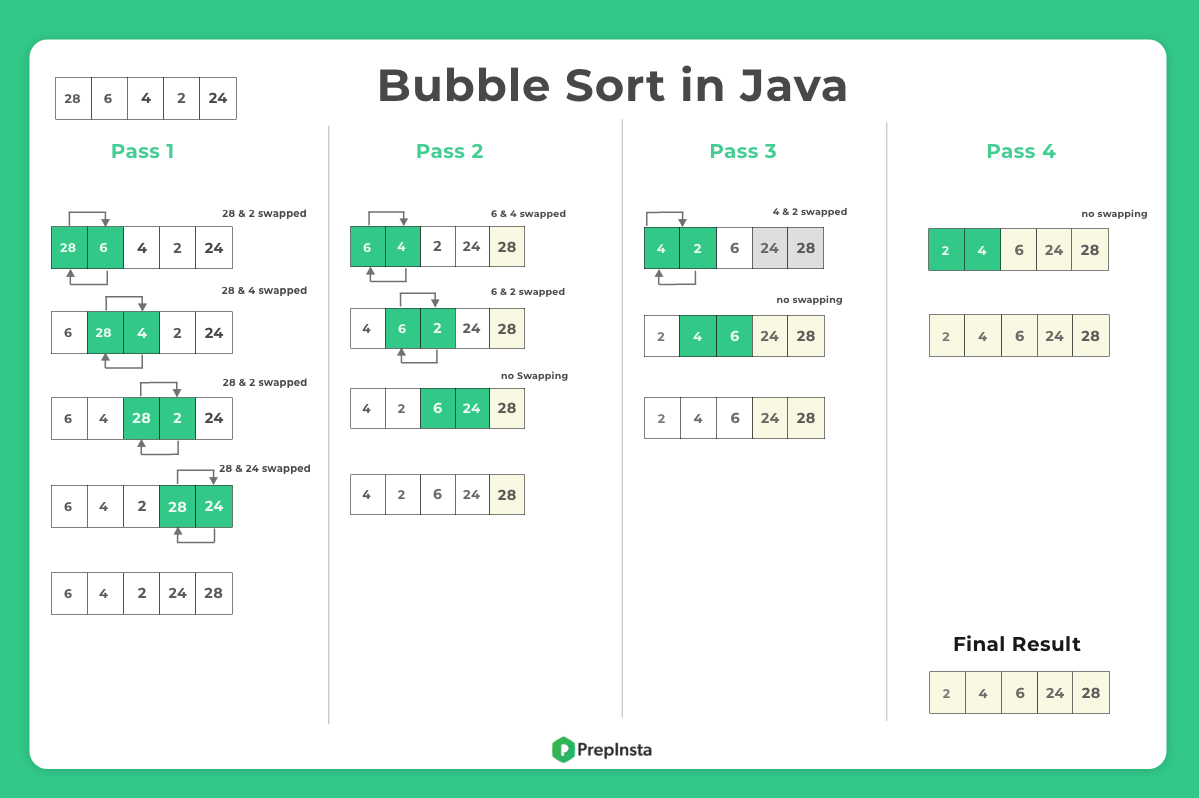 Bubble Sort in Java
28 6 4 2 24
Pass 1
28 & 2 swapped
28 6 4 2 24
28 & 4 swapped
6 28 4 2 24
28 & 2 swapped
6 4 28 2 24
28 & 24 swapped
6 4 2 28 24
6 4 2 24 28
Pass 2
6 & 4 swapped
6 4 2 24 28
6 & 2 swapped
4 6 2 24 28
no Swapping
4 2 6 24 28
4 2 6 24 28
Pass 3
4 & 2 swapped
4 2 6 24 28
no swapping
2 4 6 24 28
2 4 6 24 28
Pass 4
no swapping
2 4 6 24 28
2 4 6 24 28
Final Result
2 4 6 24 28
PrepInsta